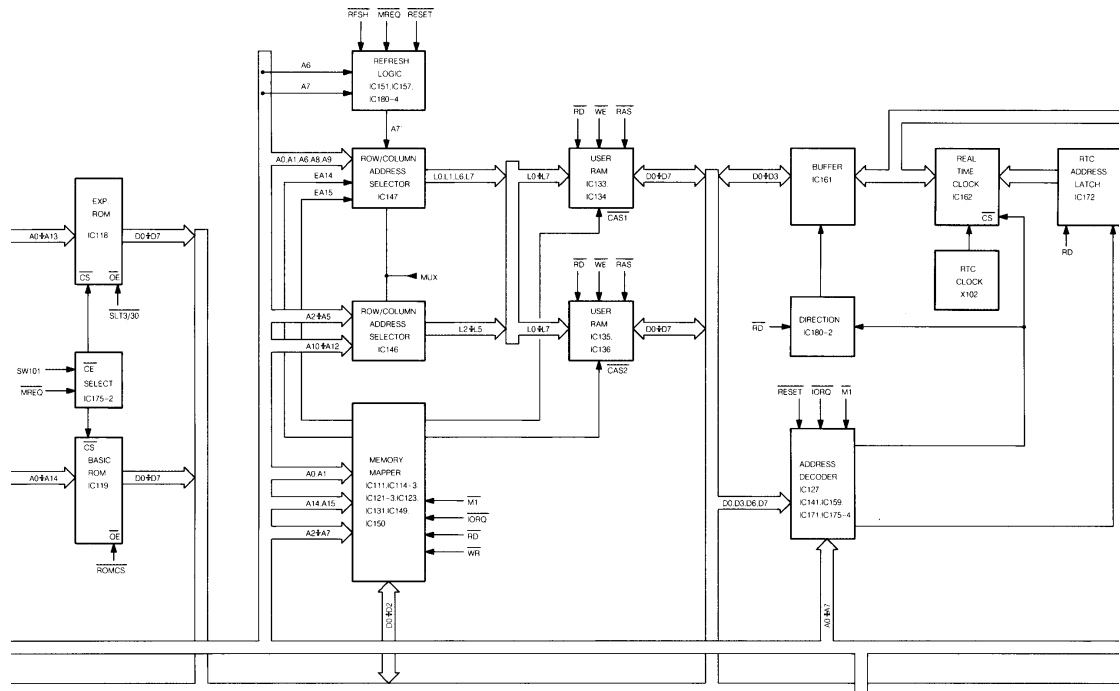 RFSH MREQ RESET
A6
A7
REFRESH
LOGIC
IC151,IC157,
IC180-4
A7'
A0,A1,A6,A8,A9
EA14
EA15
ROW/COLUMN
ADDRESS
SELECTOR
IC147
L0,L1,L6,L7
MUX
A2÷A5
A10÷A12
ROW/COLUMN
ADDRESS
SELECTOR
IC146
L2÷L5
EXP.
ROM
IC118
CS OE
A0÷A13
D0÷D7
SLT3/30
SW101
MREQ
CE
SELECT
IC175-2
CS
BASIC
ROM
IC119
OE
A0÷A14
D0÷D7
ROMCS
MEMORY
MAPPER
IC111,IC114-3,
IC121-3,IC123,
IC131,IC149,
IC150
A0,A1
A14,A15
A2÷A7
M1
IORQ
RD
WR
D0÷D2
RD WE RAS
L0÷L7
USER
RAM
IC133,
IC134
D0÷D7
CAS1
RD WE RAS
L0÷L7
USER
RAM
IC135,
IC136
D0÷D7
CAS2
D0÷D3
BUFFER
IC161
REAL
TIME
CLOCK
IC162
CS
RTC
ADDRESS
LATCH
IC172
RD
RTC
CLOCK
X102
RD
DIRECTION
IC180-2
RESET IORQ M1
D0,D3,D6,D7
ADDRESS
DECODER
IC127
IC141,IC159,
IC171,IC175-4
A0÷A7